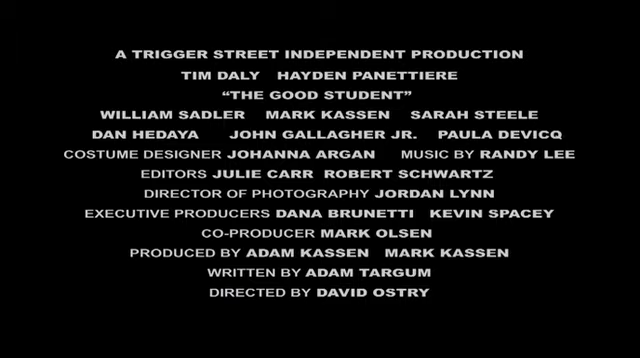 A TRIGGER STREET INDEPENDENT PRODUCTION
TIM DALY HAYDEN PANETTIERE
“THE GOOD STUDENT”
WILLIAM SADLER MARK KASSEN SARAH STEELE
DAN HEDAYA JOHN GALLAGHER JR. PAULA DEVICQ
COSTUME DESIGNER JOHANNA ARGAN MUSIC BY RANDY LEE
EDITORS JULIE CARR ROBERT SCHWARTZ
DIRECTOR OF PHOTOGRAPHY JORDAN LYNN
EXECUTIVE PRODUCERS DANA BRUNETTI KEVIN SPACEY
CO-PRODUCER MARK OLSEN
PRODUCED BY ADAM KASSEN MARK KASSEN
WRITTEN BY ADAM TARGUM
DIRECTED BY DAVID OSTRY